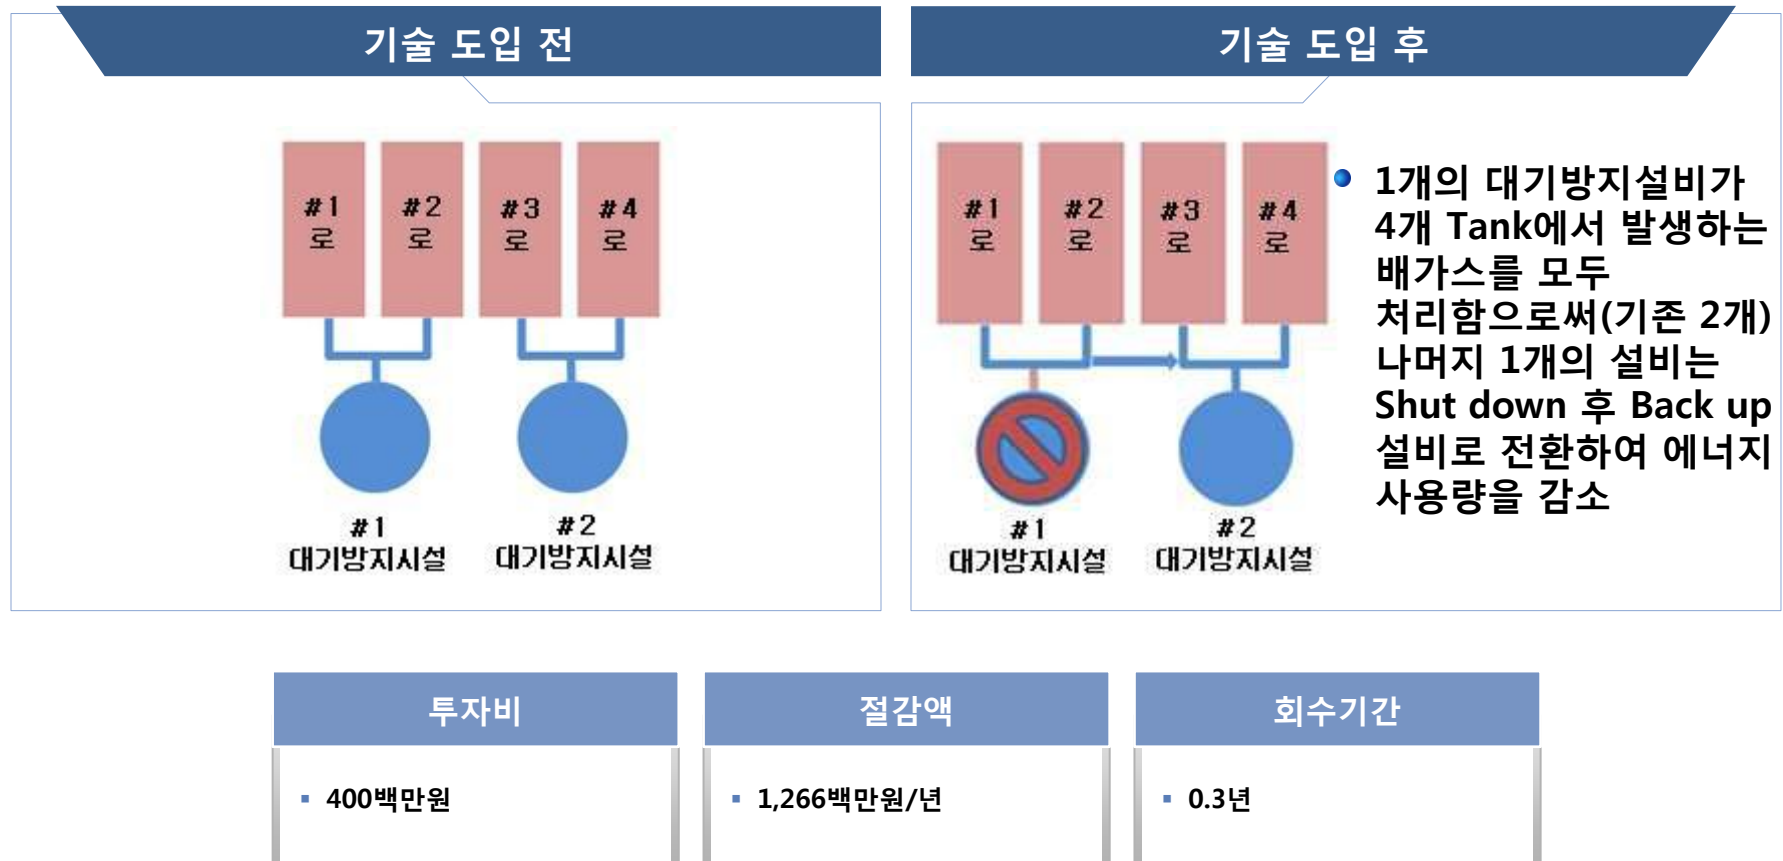 기술 도입 전
#1 #2 #3 #4
로 로 로 로
#1 #2
대기방지시설 대기방지시설
기술 도입 후
#1 #2 #3 #4
로 로 로 로
#1 #2
대기방지시설 대기방지시설
1개의 대기방지설비가
4개 Tank에서 발생하는
배가스를 모두
처리함으로써(기존 2개)
나머지 1개의 설비는
Shut down 후 Back up
설비로 전환하여 에너지
사용량을 감소
투자비
400백만원
절감액
1,266백만원/년
회수기간
0.3년